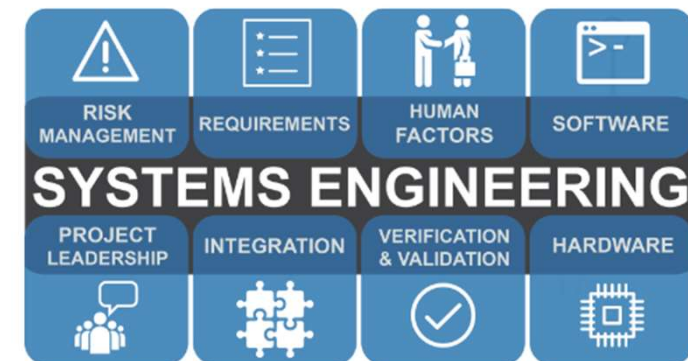 RISK
MANAGEMENT
REQUIREMENTS
HUMAN
FACTORS
>-
SOFTWARE
SYSTEMS ENGINEERING
PROJECT
LEADERSHIP
INTEGRATION
VERIFICATION
& VALIDATION
HARDWARE